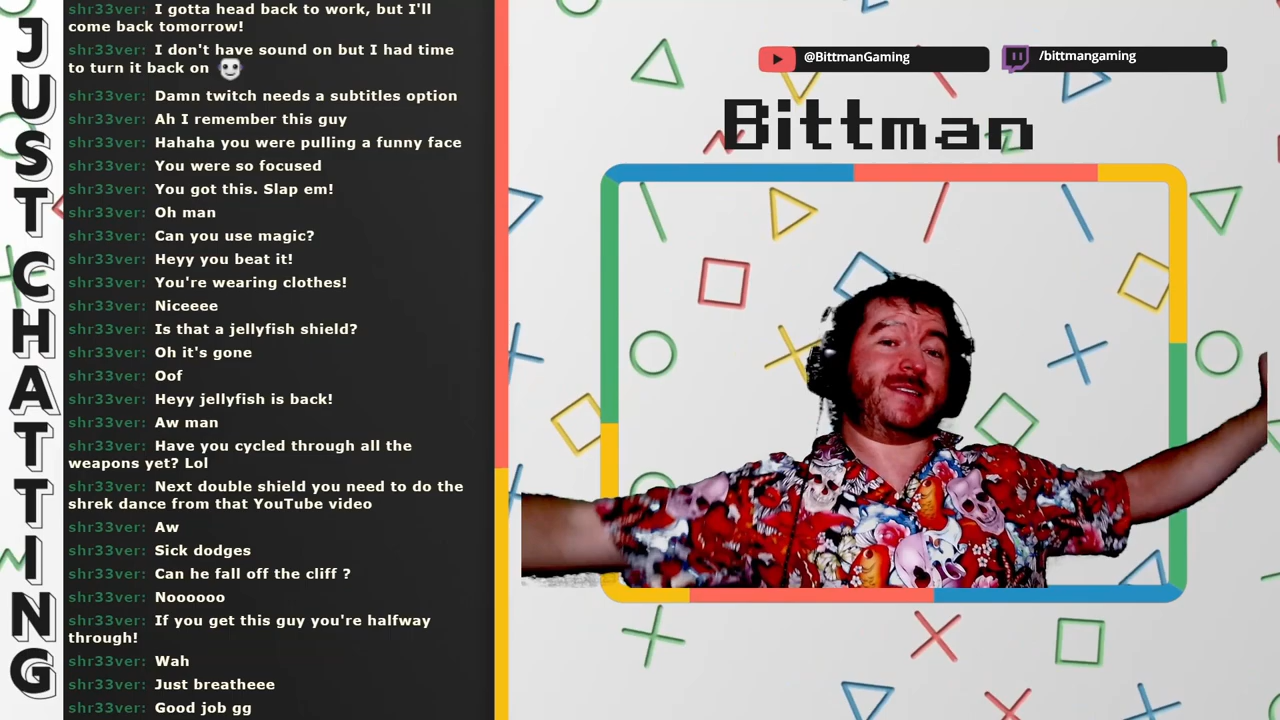 JUST CHATTING
shr33ver: I gotta head back to work, but I'll
come back tomorrow!
shr33ver: I don't have sound on but I had time
to turn it back on
shr33ver: Damn twitch needs a subtitles option
shr33ver: Ah I remember this guy
shr33ver: Hahaha you were pulling a funny face
shr33ver: You were so focused
shr33ver: You got this. Slap em!
shr33ver: Oh man
shr33ver: Can you use magic?
shr33ver: Heyy you beat it!
shr33ver: You're wearing clothes!
shr33ver: Niceeee
shr33ver: Is that a jellyfish shield?
shr33ver: Oh it's gone
shr33ver: Oof
shr33ver: Heyy jellyfish is back!
shr33ver: Aw man
shr33ver: Have you cycled through all the
weapons yet? Lol
shr33ver: Next double shield you need to do the
shrek dance from that YouTube video
shr33ver: Aw
shr33ver: Sick dodges
shr33ver: Can he fall off the cliff ?
shr33ver: Noooooo
shr33ver: If you get this guy you're halfway
through!
shr33ver: Wah
shr33ver: Just breatheee
shr33ver: Good job gg
@BittmanGaming
/bittmangaming
Bittman